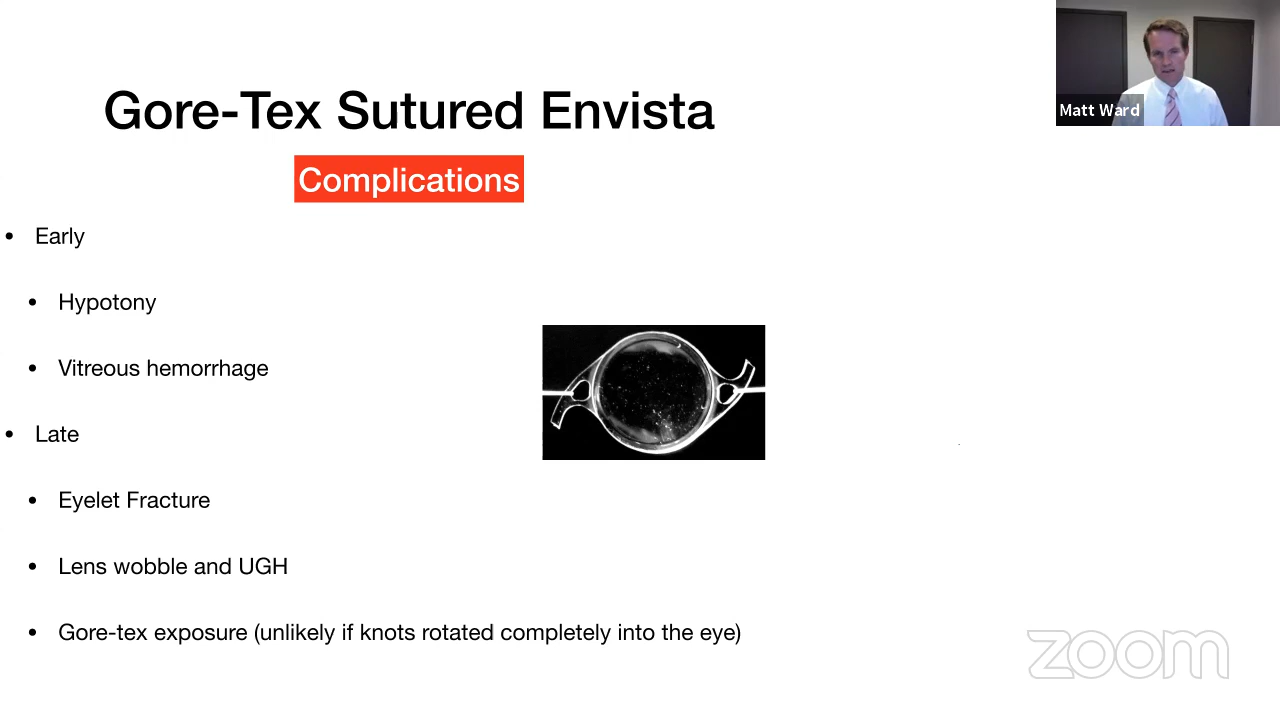 Matt Ward
Gore-Tex Sutured Envista
Complications
• Early
• Hypotony
• Vitreous hemorrhage
• Late
• Eyelet Fracture
• Lens wobble and UGH
• Gore-tex exposure (unlikely if knots rotated completely into the eye)
zoom